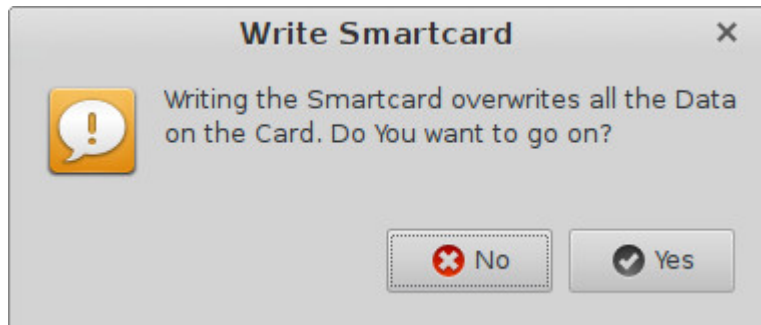 Write Smartcard
Writing the Smartcard overwrites all the Data
on the Card. Do You want to go on?
No
Yes